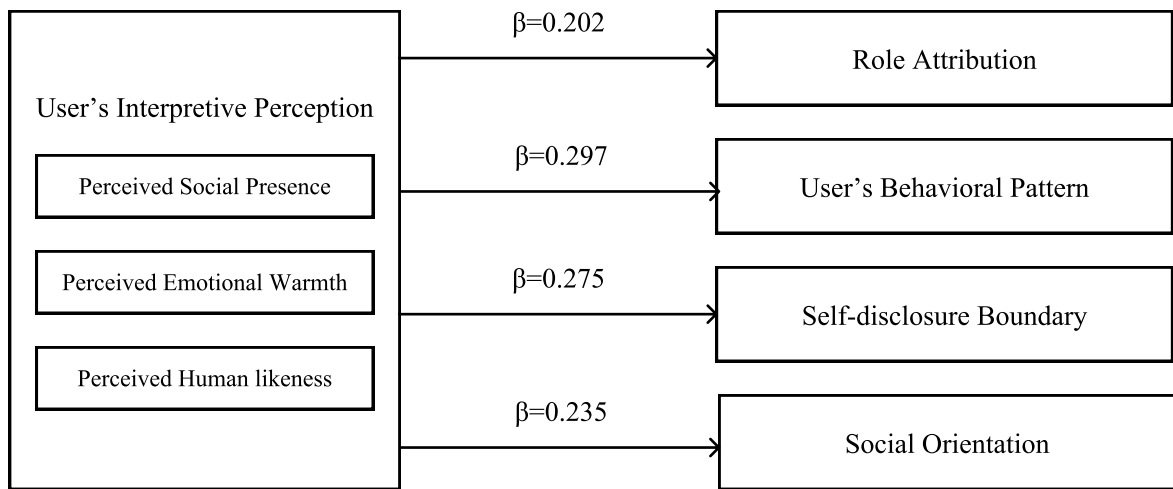 User’s Interpretive Perception
Perceived Social Presence
Perceived Emotional Warmth
Perceived Human likeness
β=0.202
Role Attribution
β=0.297
User’s Behavioral Pattern
β=0.275
Self-disclosure Boundary
β=0.235
Social Orientation